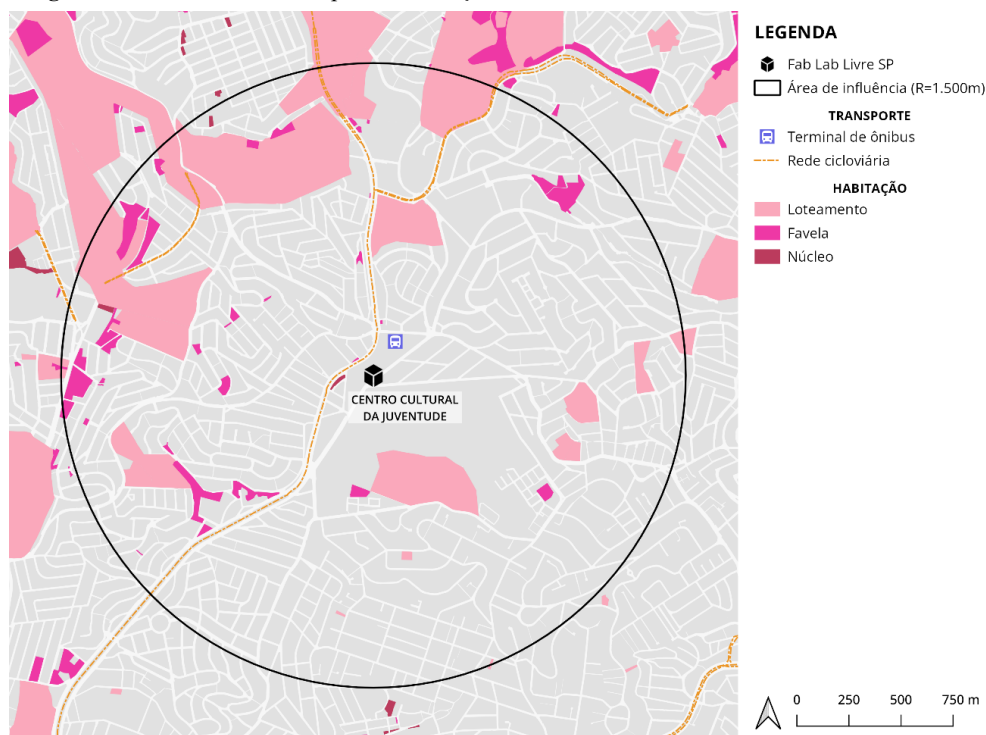 LEGENDA
Fab Lab Livre SP
Área de influência (R=1.500m)
TRANSPORTE
Terminal de ônibus
Rede cicloviária
HABITAÇÃO
Loteamento
Favela
Núcleo
CENTRO CULTURAL
DA JUVENTUDE
0 250 500 750 m